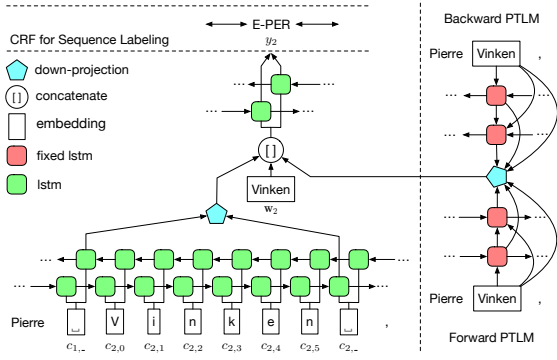 E-PER
y2
CRF for Sequence Labeling
down-projection
[ ] concatenate
embedding
fixed lstm
lstm
... ...
... ...
[ ]
Vinken
w2
... ...
... ...
Pierre ␣ V i n k e n ␣ ,
c1,- c2,0 c2,1 c2,2 c2,3 c2,4 c2,5 c2,-
Backward PTLM
Pierre Vinken ,
... ...
... ...
... ...
... ...
Pierre Vinken ,
Forward PTLM